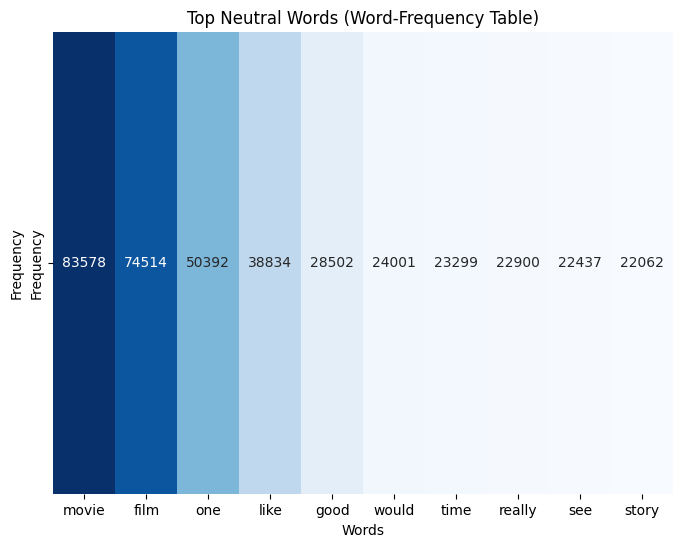 Top Neutral Words (Word-Frequency Table)
Frequency
Frequency
83578 74514 50392 38834 28502 24001 23299 22900 22437 22062
movie film one like good would time really see story
Words